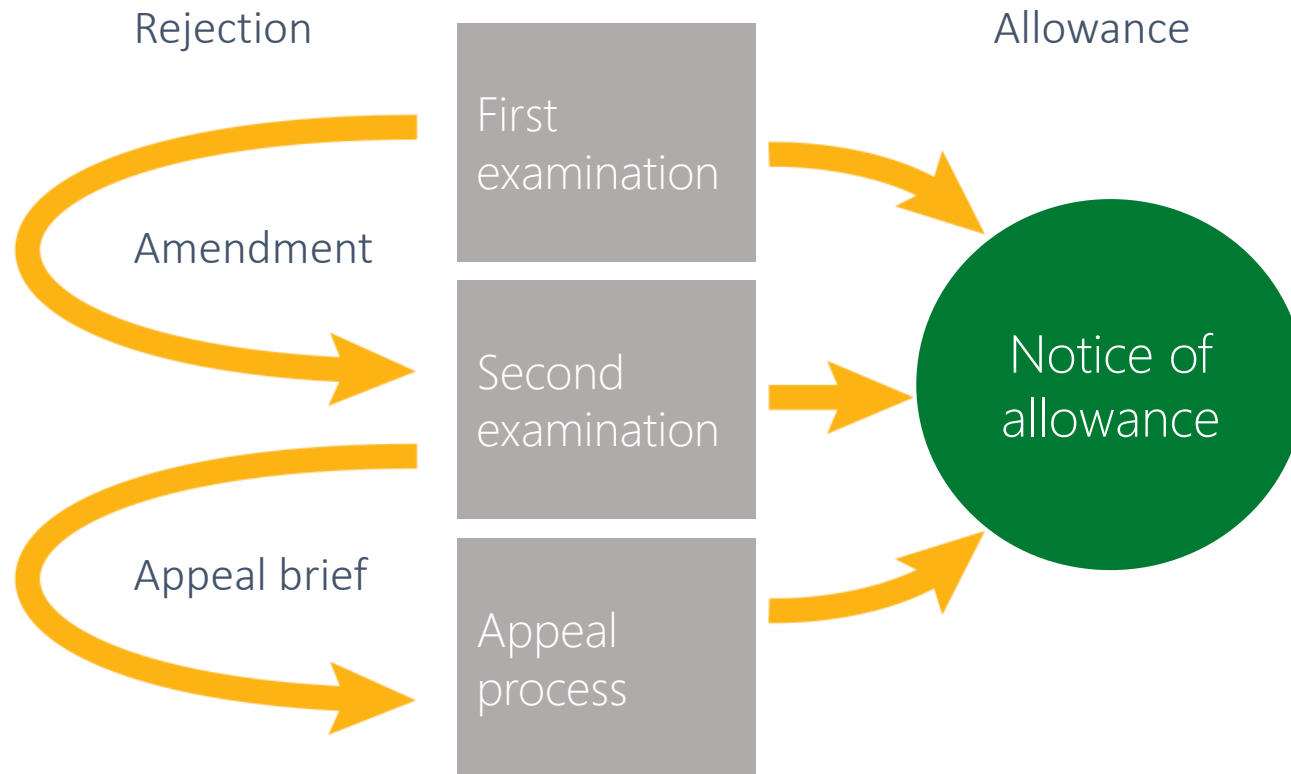 Rejection
Allowance
First
examination
Amendment
Second
examination
Notice of
allowance
Appeal brief
Appeal
process